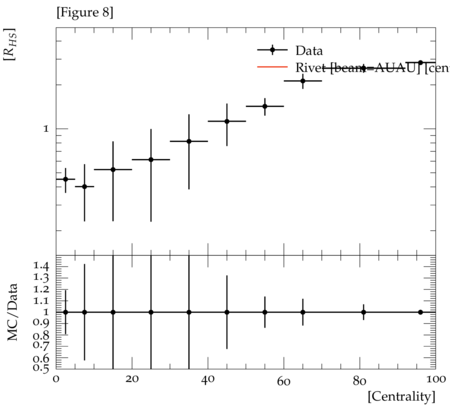 [Figure 8]
[R_HS]
Data
Rivet [beam=AUAU] [cen
1
MC/Data
1.4
1.3
1.2
1.1
1
0.9
0.8
0.7
0.6
0.5
0 20 40 60 80 100
[Centrality]